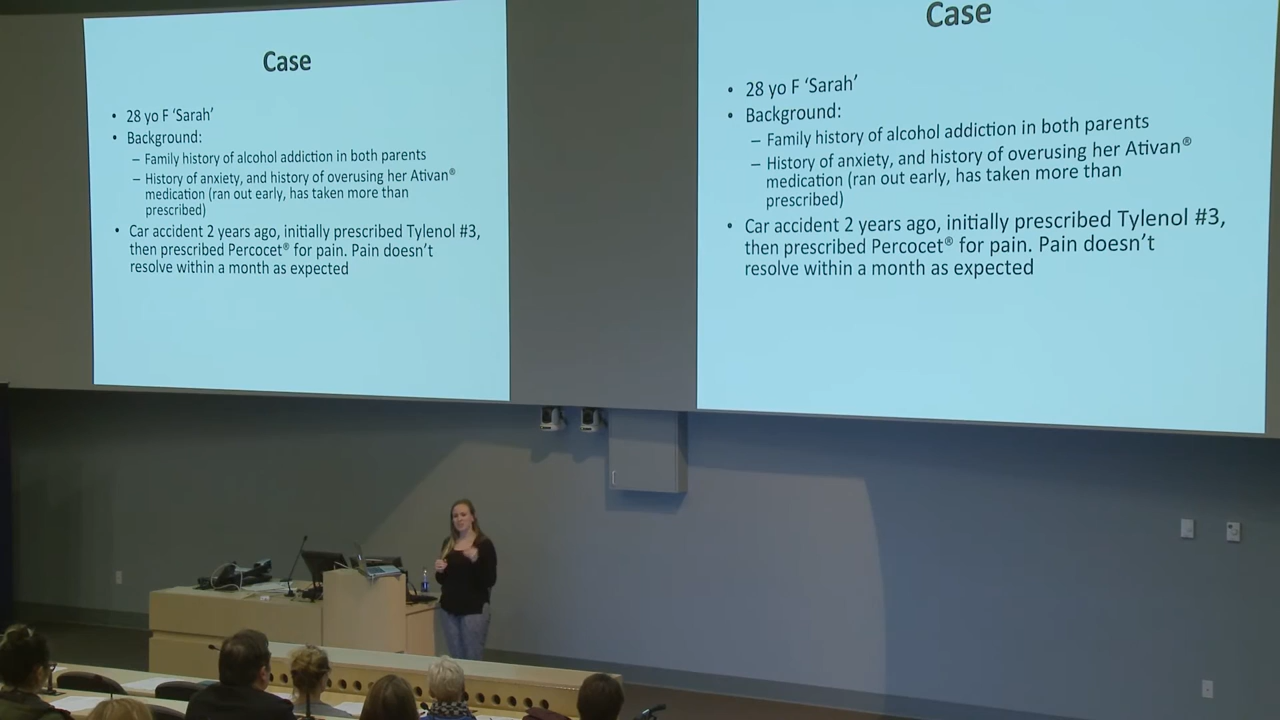 Case
• 28 yo F ‘Sarah’
• Background:
– Family history of alcohol addiction in both parents
– History of anxiety, and history of overusing her Ativan®
medication (ran out early, has taken more than
prescribed)
• Car accident 2 years ago, initially prescribed Tylenol #3,
then prescribed Percocet® for pain. Pain doesn’t
resolve within a month as expected
Case
• 28 yo F ‘Sarah’
• Background:
– Family history of alcohol addiction in both parents
– History of anxiety, and history of overusing her Ativan®
medication (ran out early, has taken more than
prescribed)
• Car accident 2 years ago, initially prescribed Tylenol #3,
then prescribed Percocet® for pain. Pain doesn’t
resolve within a month as expected